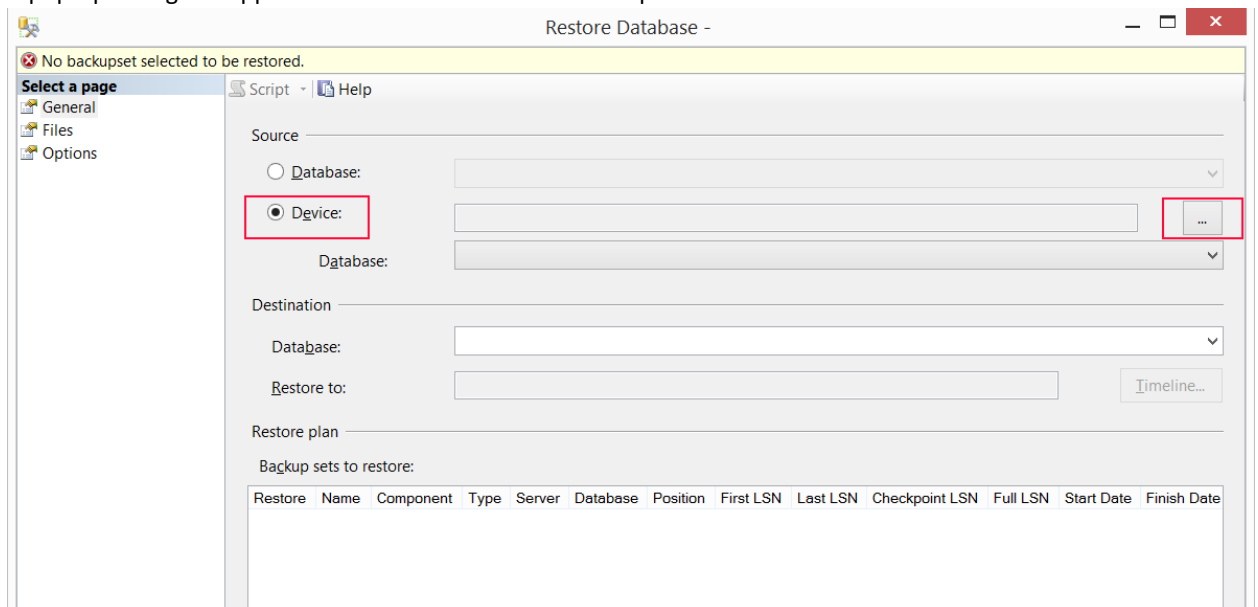 Restore Database -
No backupset selected to be restored.
Select a page
General
Files
Options
Script Help
Source
Database:
Device:
...
Database:
Destination
Database:
Restore to:
Timeline...
Restore plan
Backup sets to restore:
Restore Name Component Type Server Database Position First LSN Last LSN Checkpoint LSN Full LSN Start Date Finish Date